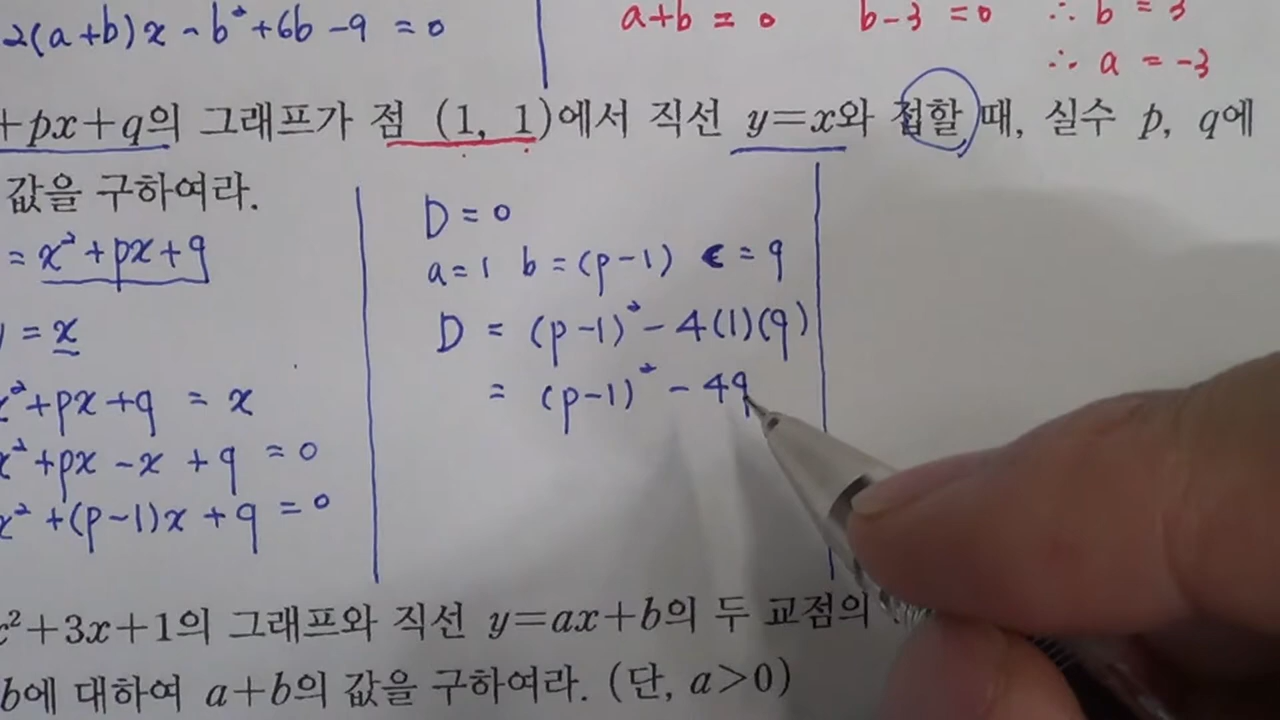 2(a+b)x - b²+6b-9 = 0
a+b = 0 b-3 = 0 ∴ b = 3
∴ a = -3
+px+q의 그래프가 점 (1, 1)에서 직선 y=x와 접할 때, 실수 p, q에
값을 구하여라.
= x²+px+q
y = x
x²+px+q = x
x²+px-x+q = 0
x²+(p-1)x+q = 0
D = 0
a=1 b=(p-1) c=q
D = (p-1)²-4(1)(q)
= (p-1)²-4q
x²+3x+1의 그래프와 직선 y=ax+b의 두 교점의
b에 대하여 a+b의 값을 구하여라. (단, a>0)